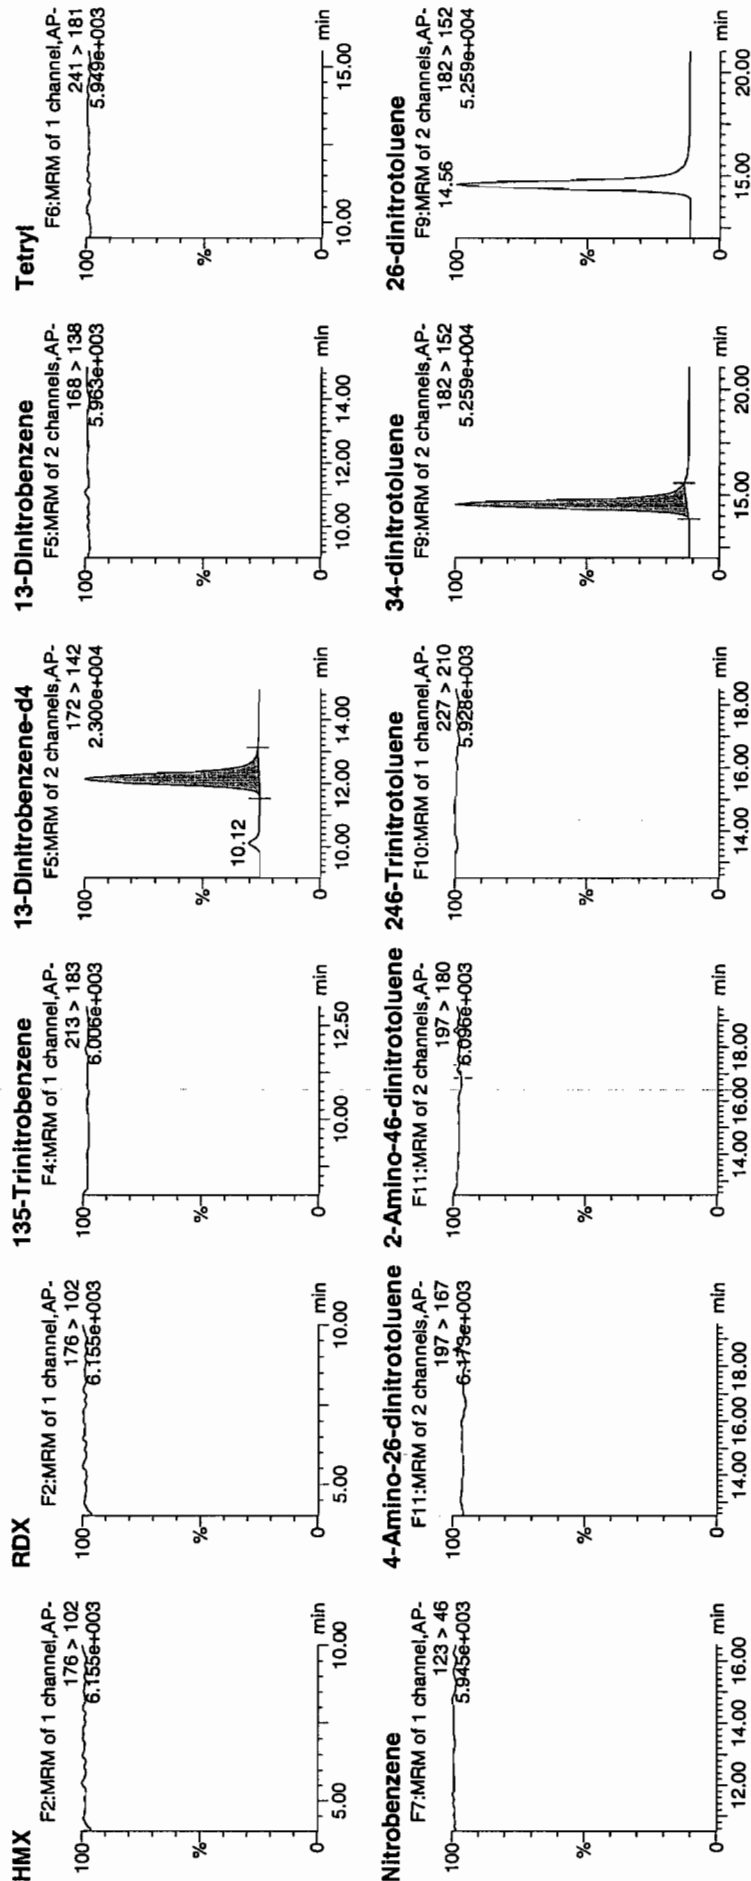 HMX
F2:MRM of 1 channel,AP-
176 > 102
6.155e+003
100
%
0
5.00
10.00
min
RDX
F2:MRM of 1 channel,AP-
176 > 102
6.155e+003
100
%
0
5.00
10.00
min
135-Trinitrobenzene
F4:MRM of 1 channel,AP-
213 > 183
6.006e+003
100
%
0
10.00
12.50
min
13-Dinitrobenzene-d4
F5:MRM of 2 channels,AP-
172 > 142
2.300e+004
100
10.12
%
0
10.00
12.00
14.00
min
13-Dinitrobenzene
F5:MRM of 2 channels,AP-
168 > 138
5.963e+003
100
%
0
10.00
12.00
14.00
min
Tetryl
F6:MRM of 1 channel,AP-
241 > 181
5.949e+003
100
%
0
10.00
15.00
min
Nitrobenzene
F7:MRM of 1 channel,AP-
123 > 46
5.945e+003
100
%
0
12.00
14.00
16.00
min
4-Amino-26-dinitrotoluene
F11:MRM of 2 channels,AP-
197 > 167
6.173e+003
100
%
0
14.00
16.00
18.00
min
2-Amino-46-dinitrotoluene
F11:MRM of 2 channels,AP-
197 > 180
6.096e+003
100
%
0
14.00
16.00
18.00
min
246-Trinitrotoluene
F10:MRM of 1 channel,AP-
227 > 210
5.928e+003
100
%
0
14.00
16.00
18.00
min
34-dinitrotoluene
F9:MRM of 2 channels,AP-
182 > 152
5.259e+004
100
%
0
15.00
20.00
min
26-dinitrotoluene
F9:MRM of 2 channels,AP-
14.56
182 > 152
5.259e+004
100
%
0
15.00
20.00
min